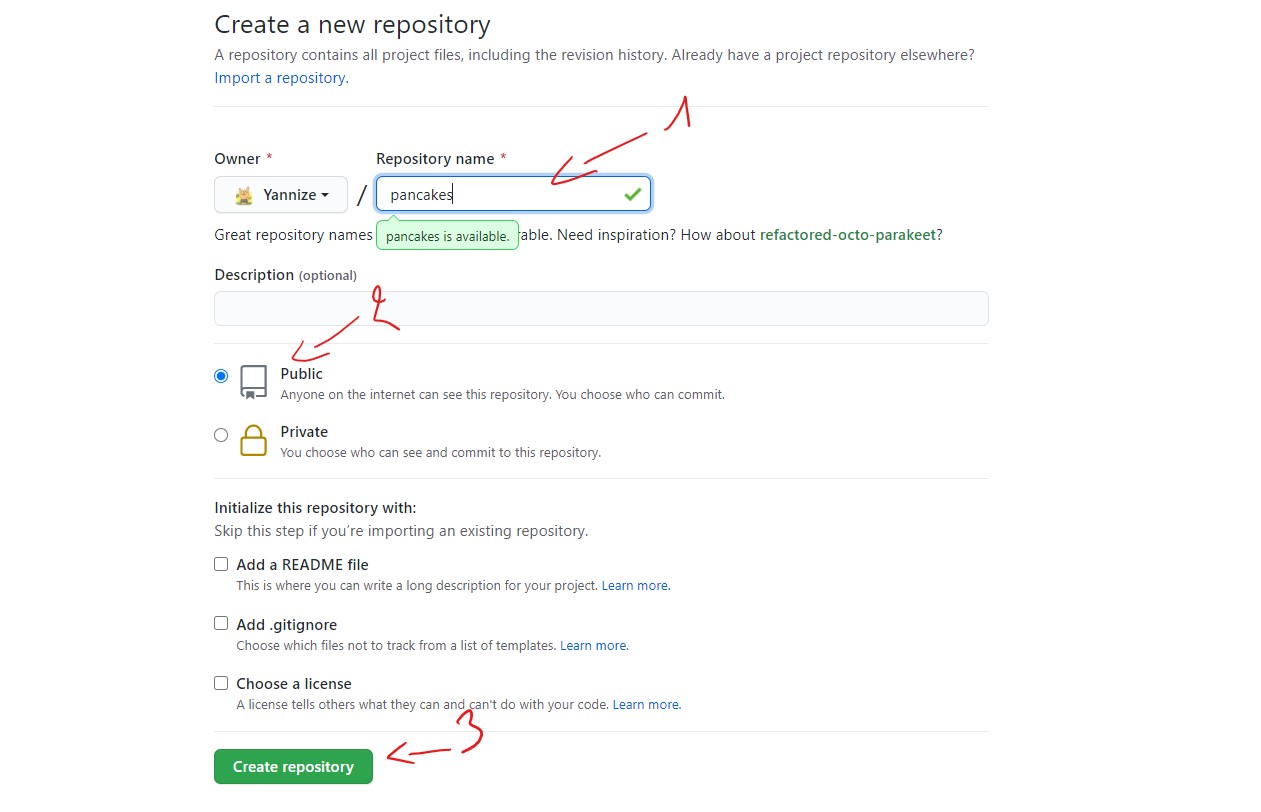 Create a new repository
A repository contains all project files, including the revision history. Already have a project repository elsewhere?
Import a repository.
1
Owner * Repository name *
Yannize / pancakes
Great repository names pancakes is available. rable. Need inspiration? How about refactored-octo-parakeet?
Description (optional)
2
Public
Anyone on the internet can see this repository. You choose who can commit.
Private
You choose who can see and commit to this repository.
Initialize this repository with:
Skip this step if you're importing an existing repository.
Add a README file
This is where you can write a long description for your project. Learn more.
Add .gitignore
Choose which files not to track from a list of templates. Learn more.
Choose a license
A license tells others what they can and can't do with your code. Learn more.
3
Create repository